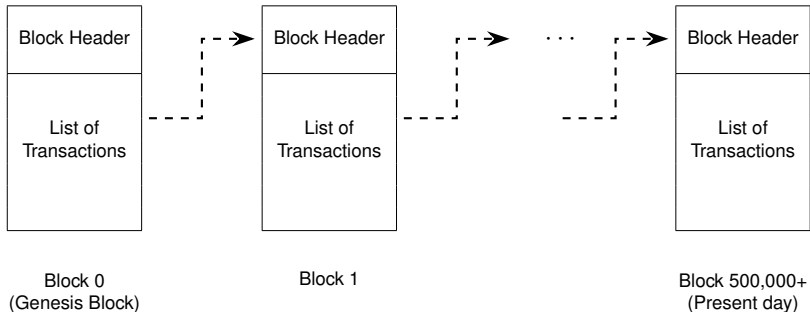 Block Header
Block Header
. . .
Block Header
List of
Transactions
List of
Transactions
List of
Transactions
Block 0
(Genesis Block)
Block 1
Block 500,000+
(Present day)